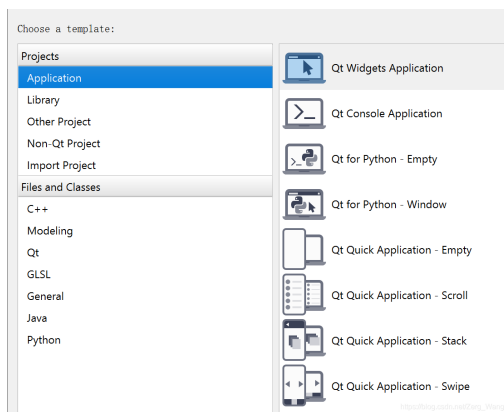 Choose a template:
Projects
Application
Library
Other Project
Non-Qt Project
Import Project
Files and Classes
C++
Modeling
Qt
GLSL
General
Java
Python
Qt Widgets Application
Qt Console Application
Qt for Python - Empty
Qt for Python - Window
Qt Quick Application - Empty
Qt Quick Application - Scroll
Qt Quick Application - Stack
Qt Quick Application - Swipe